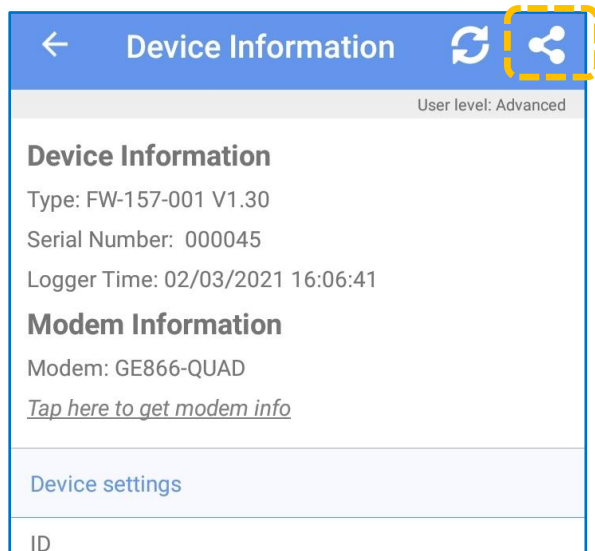 Device Information
User level: Advanced
Device Information
Type: FW-157-001 V1.30
Serial Number: 000045
Logger Time: 02/03/2021 16:06:41
Modem Information
Modem: GE866-QUAD
Tap here to get modem info
Device settings
ID